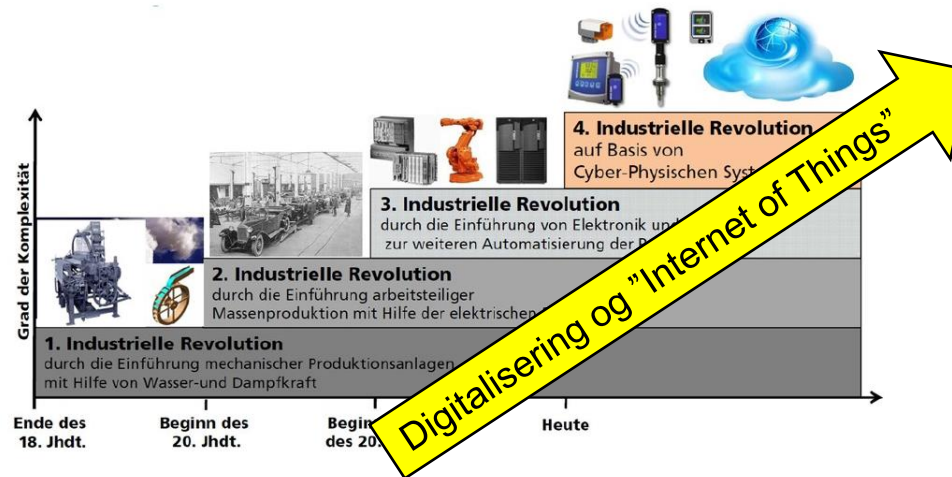 4. Industrielle Revolution
auf Basis von
Cyber-Physischen
3. Industrielle Revolution
durch die Einführung von Elektronik
zur weiteren Automatisierung der
2. Industrielle Revolution
durch die Einführung arbeitsteiliger
Massenproduktion mit Hilfe der elektrischen
1. Industrielle Revolution
durch die Einführung mechanischer Produktionsanlagen
mit Hilfe von Wasser-und Dampfkraft
Grad der Komplexität
Digitalisering og ”Internet of Things”
Ende des
18. Jhdt.
Beginn des
20. Jhdt.
des 20.
Heute